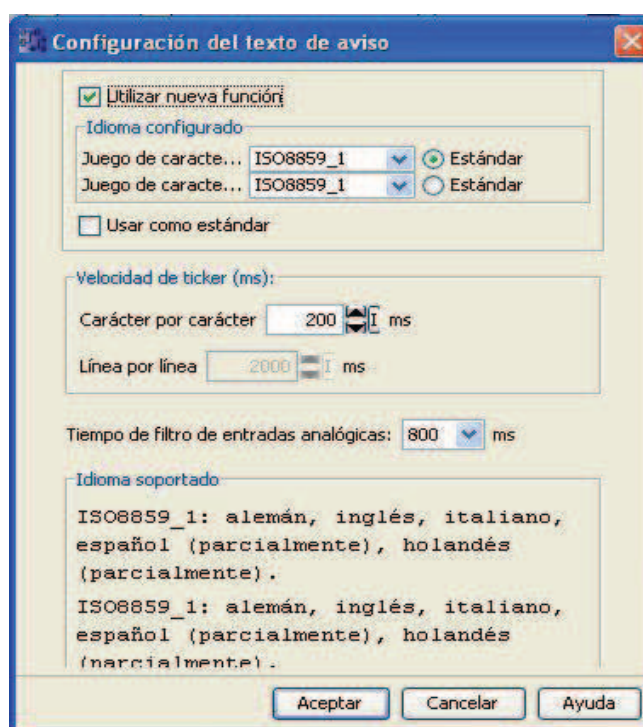 Configuración del texto de aviso
Utilizar nueva función
Idioma configurado
Juego de caracte... ISO8859_1 Estándar
Juego de caracte... ISO8859_1 Estándar
Usar como estándar
Velocidad de ticker (ms):
Carácter por carácter 200 ms
Línea por línea 2000 ms
Tiempo de filtro de entradas analógicas: 800 ms
Idioma soportado
ISO8859_1: alemán, inglés, italiano,
español (parcialmente), holandés
(parcialmente).
ISO8859_1: alemán, inglés, italiano,
español (parcialmente), holandés
(parcialmente).
Aceptar Cancelar Ayuda